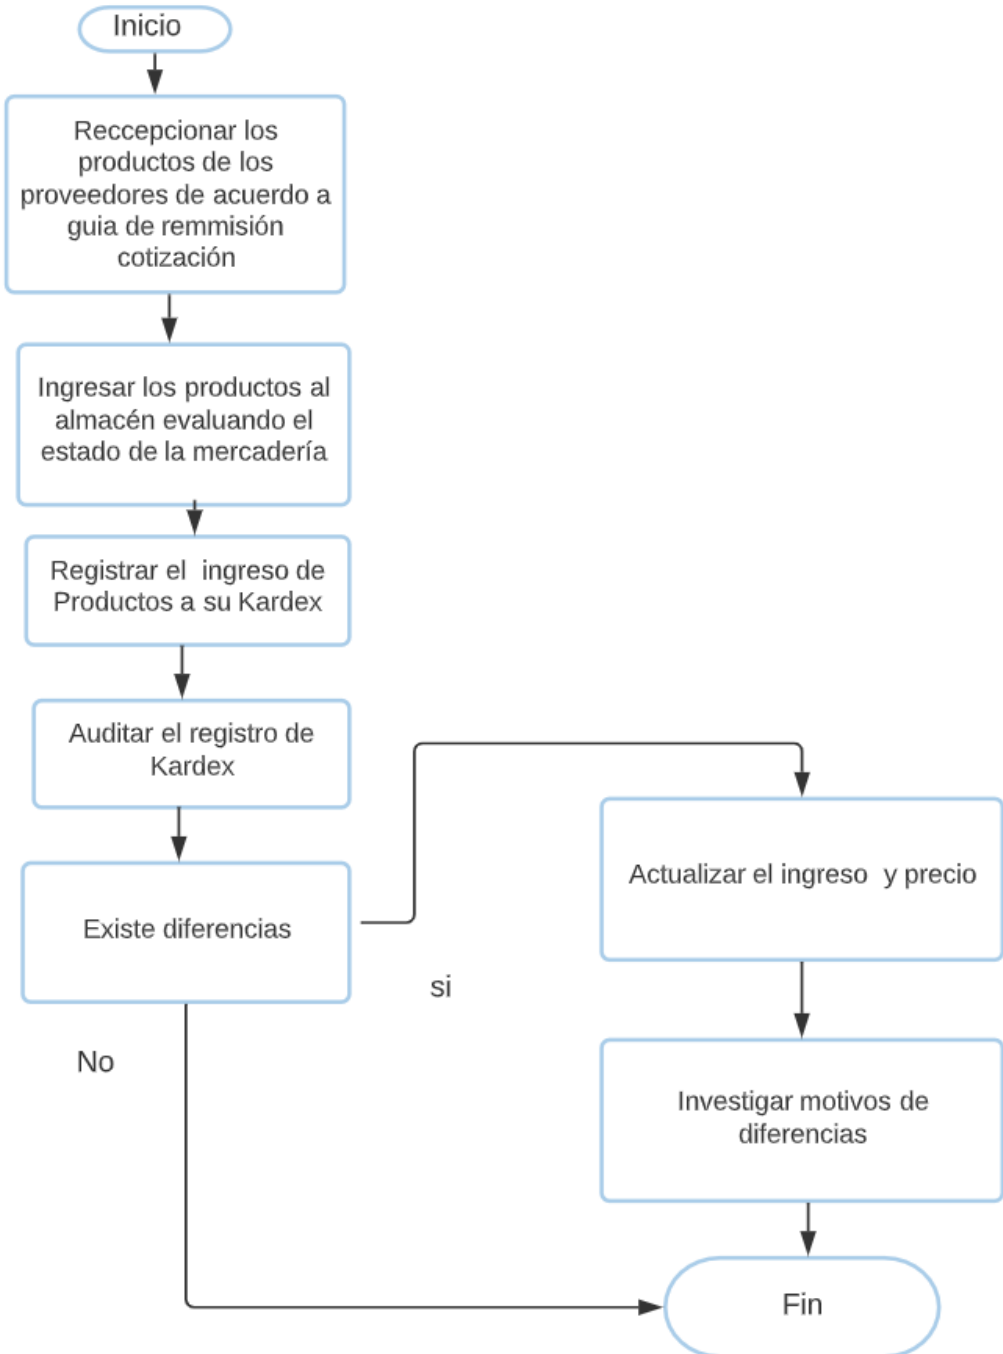 Inicio
Reccepcionar los
productos de los
proveedores de acuerdo a
guia de remmisión
cotización
Ingresar los productos al
almacén evaluando el
estado de la mercadería
Registrar el ingreso de
Productos a su Kardex
Auditar el registro de
Kardex
Existe diferencias
si
No
Actualizar el ingreso y precio
Investigar motivos de
diferencias
Fin